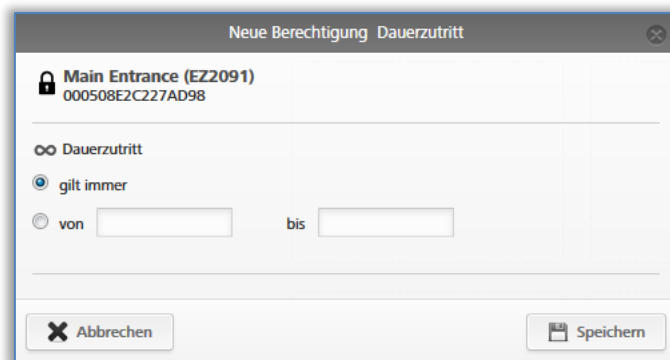 Neue Berechtigung Dauerzutritt
Main Entrance (EZ2091)
000508E2C227AD98
Dauerzutritt
gilt immer
von bis
Abbrechen Speichern